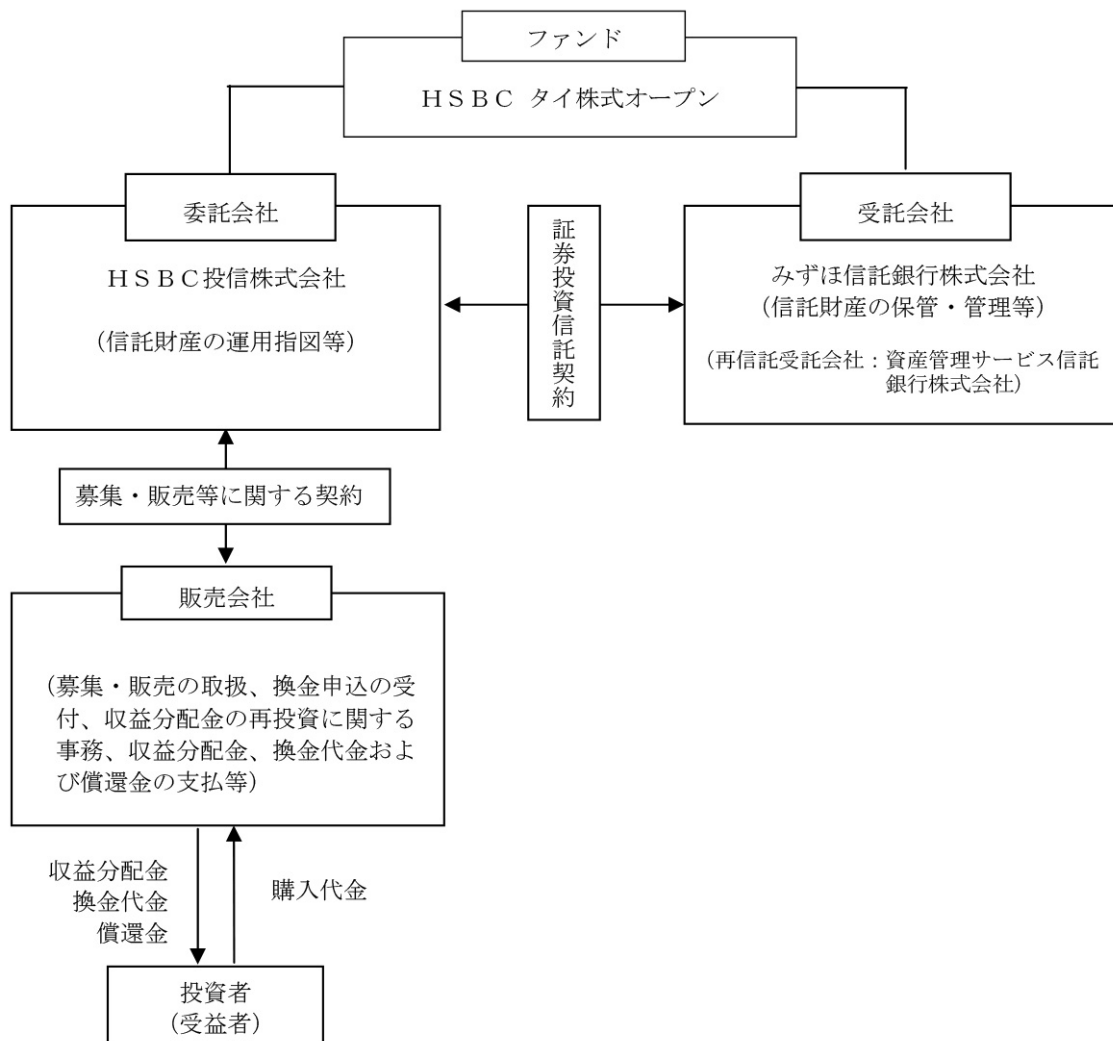 ファンド
ＨＳＢＣ タイ株式オープン
委託会社
ＨＳＢＣ投信株式会社
（信託財産の運用指図等）
証券投資信託契約
受託会社
みずほ信託銀行株式会社
（信託財産の保管・管理等）
（再信託受託会社：資産管理サービス信託
銀行株式会社）
募集・販売等に関する契約
販売会社
（募集・販売の取扱、換金申込の受
付、収益分配金の再投資に関する
事務、収益分配金、換金代金およ
び償還金の支払等）
収益分配金
換金代金
償還金
購入代金
投資者
（受益者）